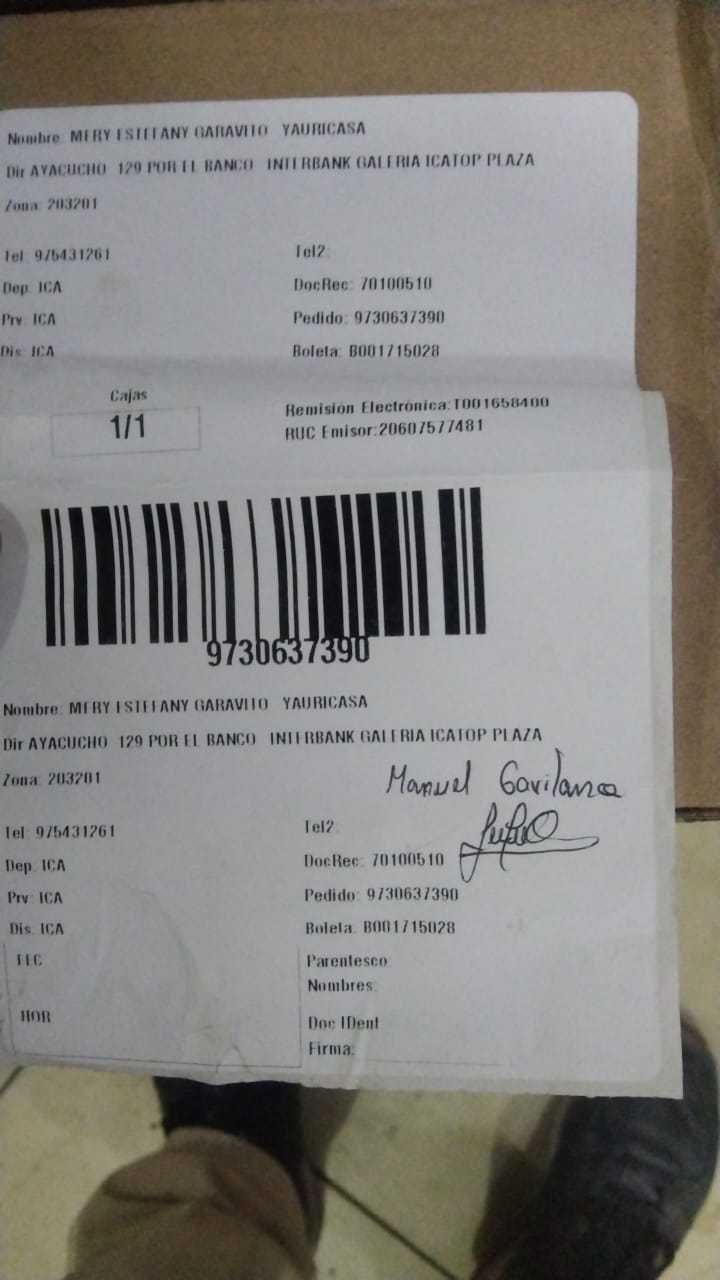 Nombre: MERY ESTEFANY GARAVITO YAURICASA
Dir AYACUCHO 129 POR EL BANCO INTERBANK GALERIA ICATOP PLAZA
Zona: 203201
Tel: 975431261 Tel2:
Dep: ICA DocRec: 70100510
Prv: ICA Pedido: 9730637390
Dis: ICA Boleta: B001715028
Cajas
1/1
Remisión Electrónica:T001658400
RUC Emisor:20607577481
9730637390
Nombre: MERY ESTEFANY GARAVITO YAURICASA
Dir AYACUCHO 129 POR EL BANCO INTERBANK GALERIA ICATOP PLAZA
Zona: 203201
Manuel
Tel: 975431261 Tel2:
Dep: ICA DocRec: 70100510
Prv: ICA Pedido: 9730637390
Dis: ICA Boleta: B001715028
FEC Parentesco
Nombres:
HOR Doc IDent
Firma: